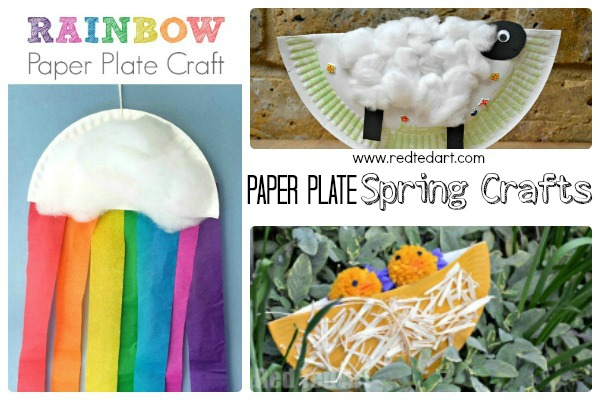 RAINBOW
Paper Plate Craft
www.redtedart.com
PAPER PLATE Spring Crafts